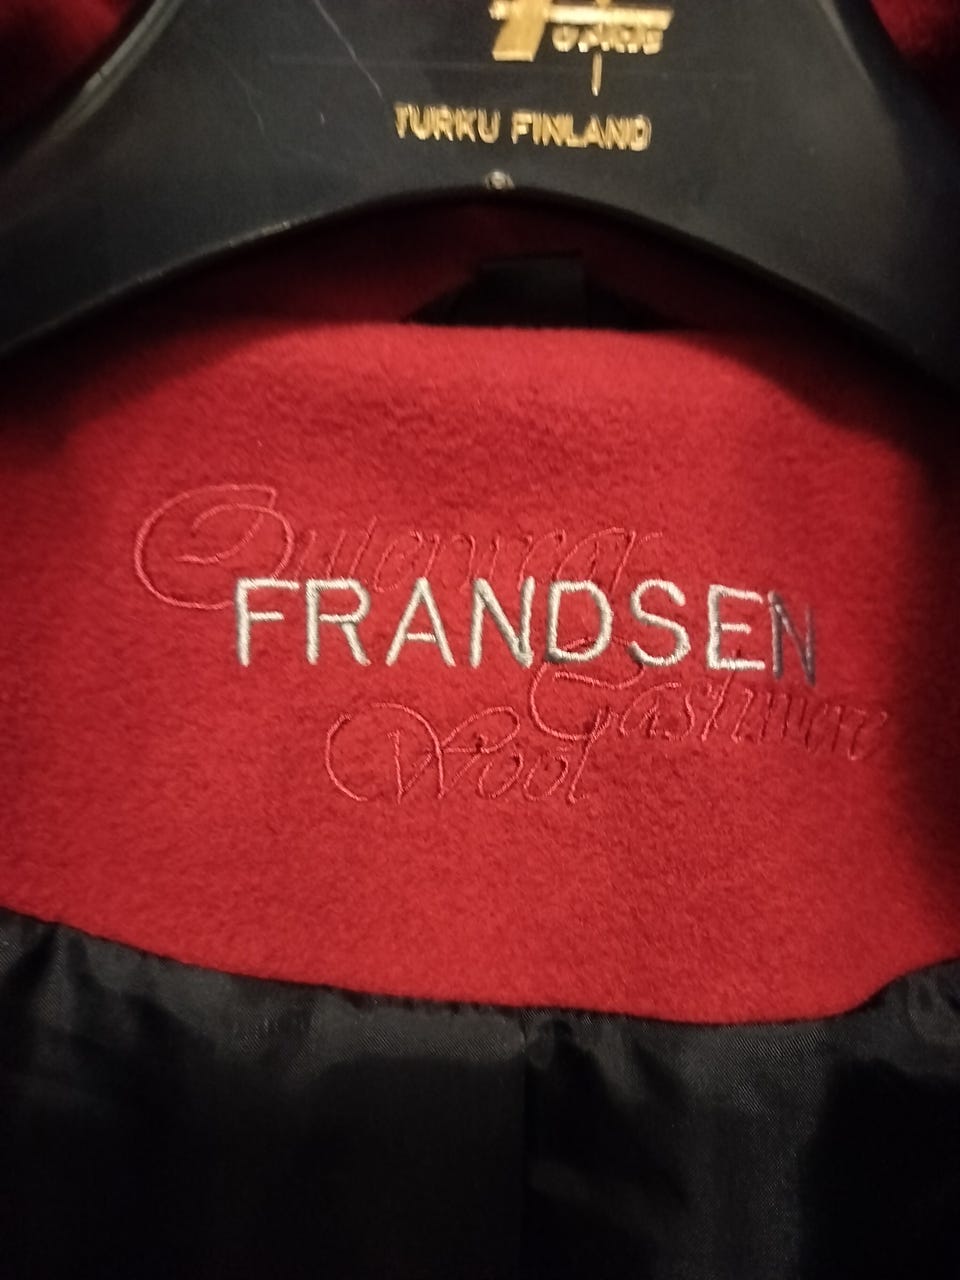 TURKU FINLAND
Outerwear
FRANDSEN
Cashmere
Wool